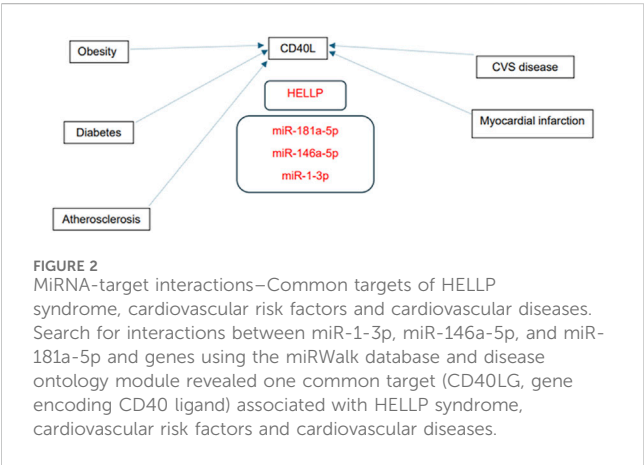 Obesity
CD40L
CVS disease
HELLP
Diabetes
miR-181a-5p
Myocardial infarction
miR-146a-5p
miR-1-3p
Atherosclerosis
FIGURE 2
MiRNA-target interactions–Common targets of HELLP
syndrome, cardiovascular risk factors and cardiovascular diseases.
Search for interactions between miR-1-3p, miR-146a-5p, and miR-
181a-5p and genes using the miRWalk database and disease
ontology module revealed one common target (CD40LG, gene
encoding CD40 ligand) associated with HELLP syndrome,
cardiovascular risk factors and cardiovascular diseases.